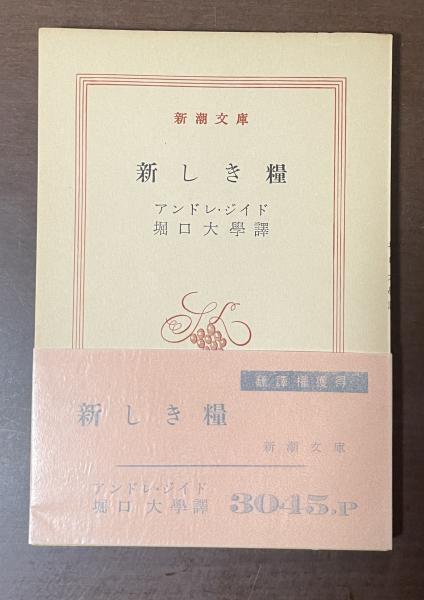 新潮文庫
新しき糧
アンドレ・ジイド
堀口大學譯
飜譯權獲得
新しき糧
新潮文庫
アンドレ・ジイド
堀口大學譯
3045.P